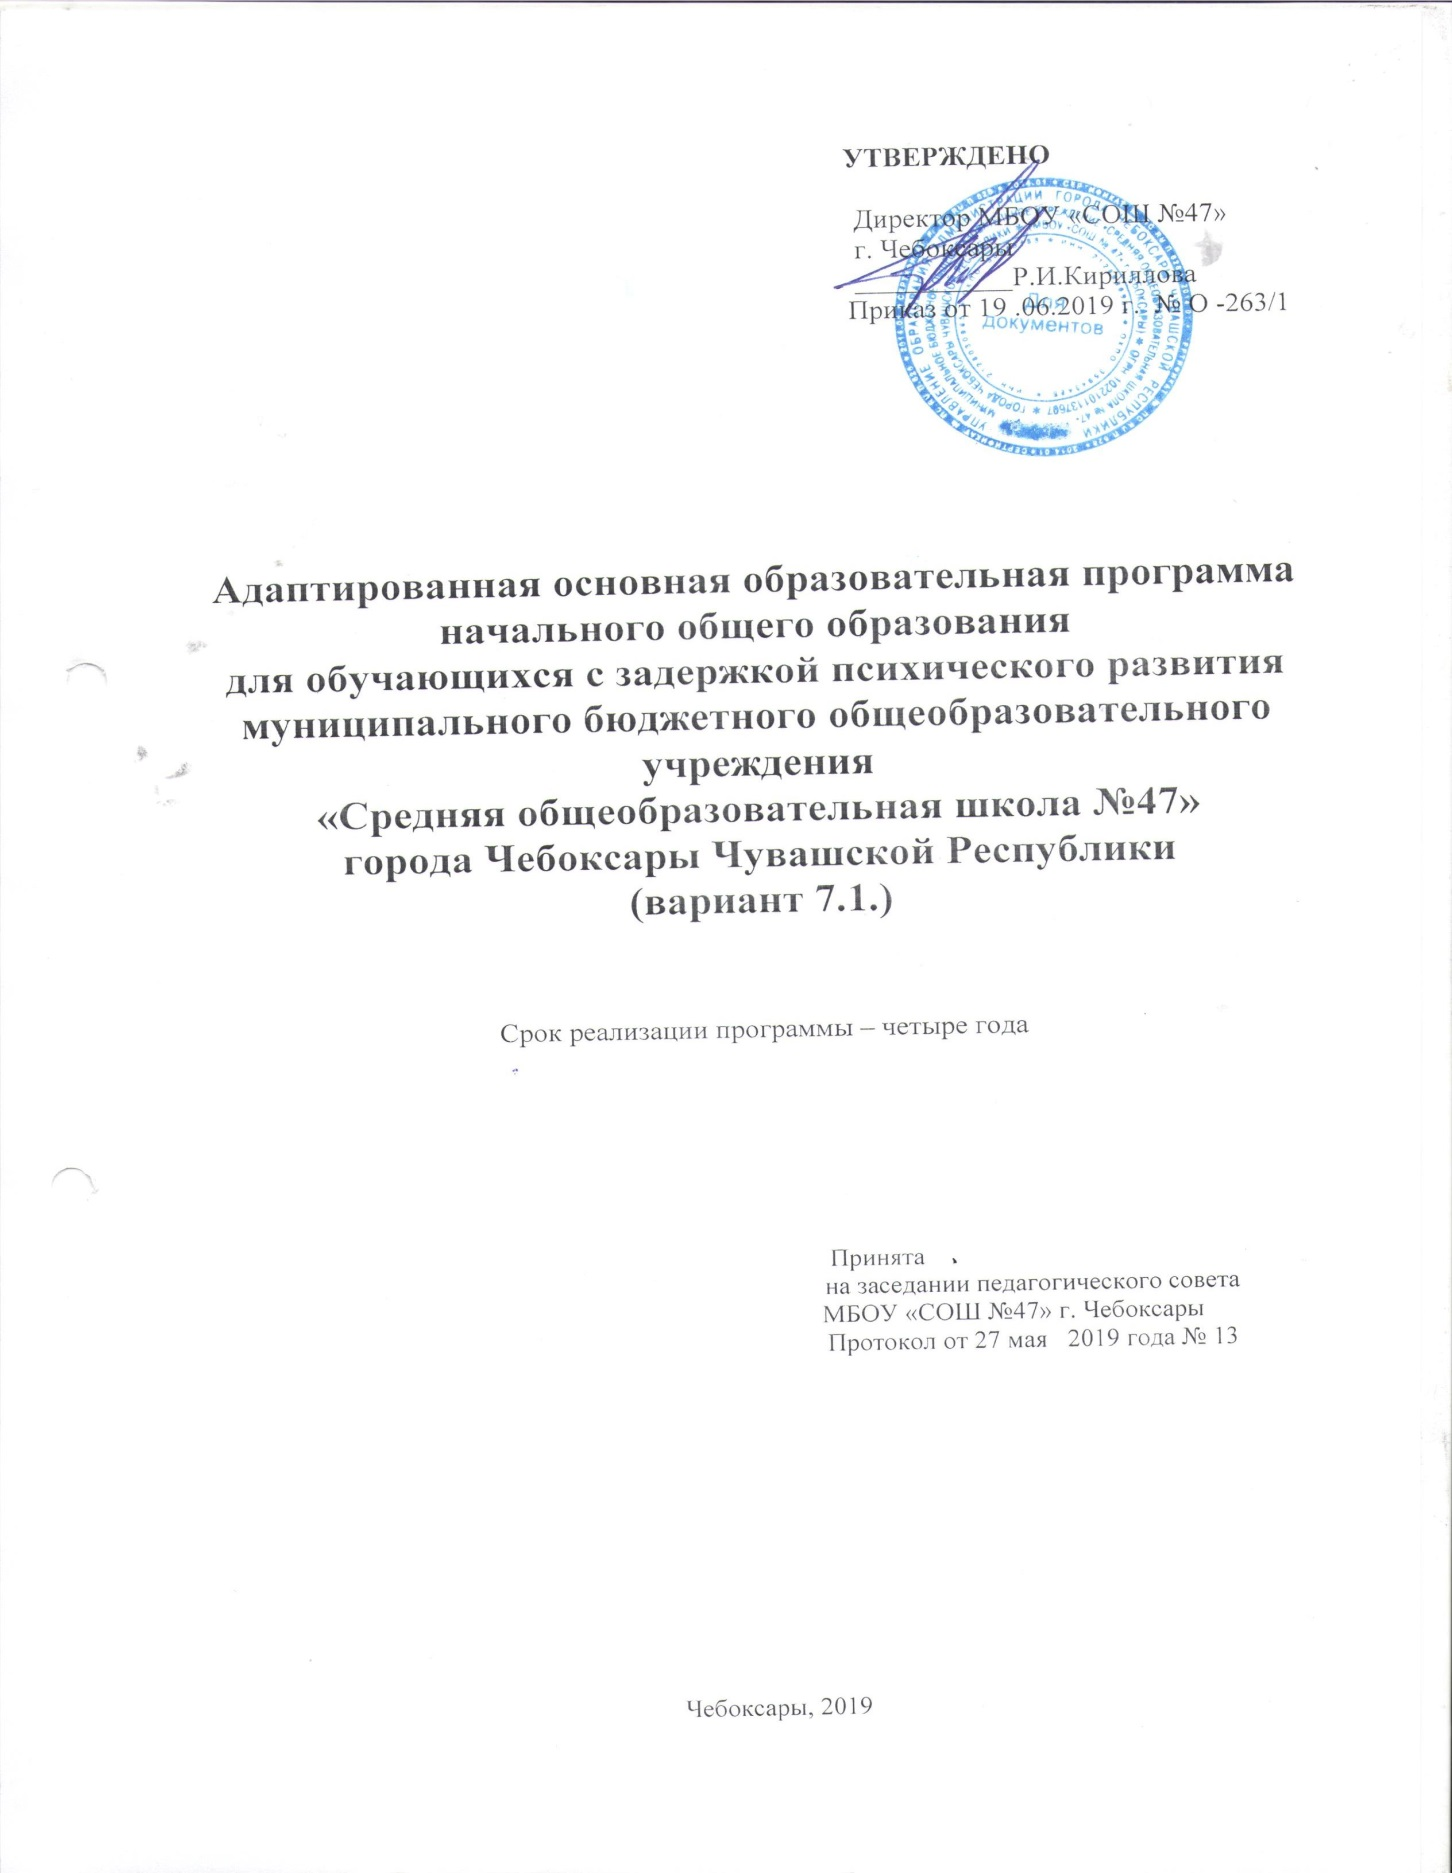 УТВЕРЖДЕНО
Директор МБОУ «СОШ №47»
г. Чебоксары
____________Р.И.Кириллова
Приказ от 19 .06.2019 г. № О -263/1
Для
документов
Адаптированная основная образовательная программа
начального общего образования
для обучающихся с задержкой психического развития
муниципального бюджетного общеобразовательного
учреждения
«Средняя общеобразовательная школа №47»
города Чебоксары Чувашской Республики
(вариант 7.1.)
Срок реализации программы – четыре года
Принята
на заседании педагогического совета
МБОУ «СОШ №47» г. Чебоксары
Протокол от 27 мая 2019 года № 13
Чебоксары, 2019